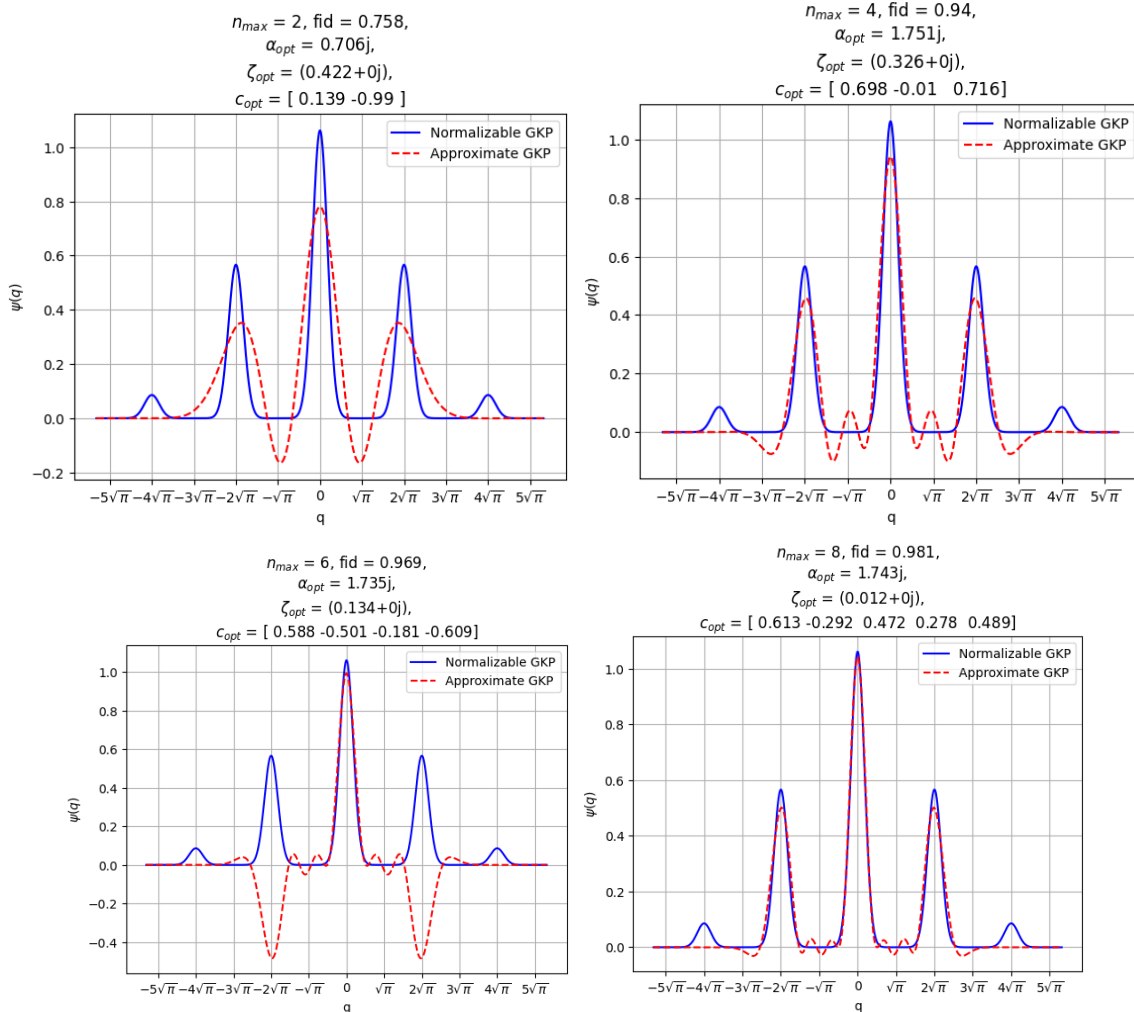 n_max = 2, fid = 0.758,
α_opt = 0.706j,
ζ_opt = (0.422+0j),
c_opt = [ 0.139 -0.99 ]
Normalizable GKP
Approximate GKP
1.0
0.8
0.6
0.4
0.2
0.0
−0.2
ψ(q)
−5√π −4√π −3√π −2√π −√π 0 √π 2√π 3√π 4√π 5√π
q
n_max = 4, fid = 0.94,
α_opt = 1.751j,
ζ_opt = (0.326+0j),
c_opt = [ 0.698 -0.01 0.716]
Normalizable GKP
Approximate GKP
1.0
0.8
0.6
0.4
0.2
0.0
ψ(q)
−5√π −4√π −3√π −2√π −√π 0 √π 2√π 3√π 4√π 5√π
q
n_max = 6, fid = 0.969,
α_opt = 1.735j,
ζ_opt = (0.134+0j),
c_opt = [ 0.588 -0.501 -0.181 -0.609]
Normalizable GKP
Approximate GKP
1.0
0.8
0.6
0.4
0.2
0.0
−0.2
−0.4
ψ(q)
−5√π −4√π −3√π −2√π −√π 0 √π 2√π 3√π 4√π 5√π
q
n_max = 8, fid = 0.981,
α_opt = 1.743j,
ζ_opt = (0.012+0j),
c_opt = [ 0.613 -0.292 0.472 0.278 0.489]
Normalizable GKP
Approximate GKP
1.0
0.8
0.6
0.4
0.2
0.0
ψ(q)
−5√π −4√π −3√π −2√π −√π 0 √π 2√π 3√π 4√π 5√π
q